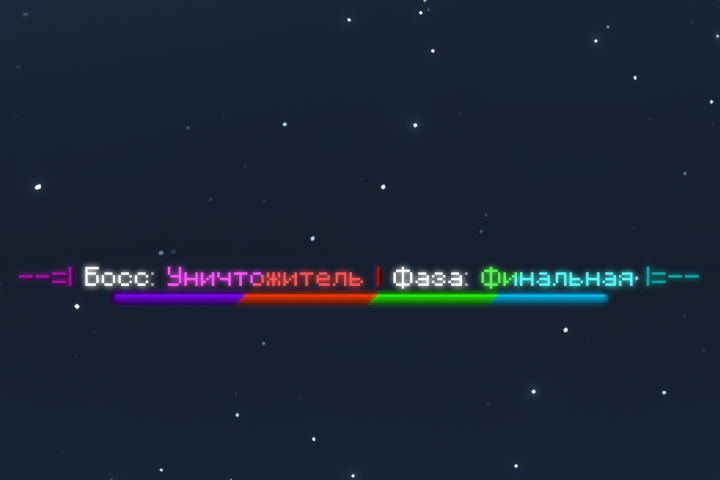 --=| Босс: Уничтожитель | Фаза: Финальная |=--